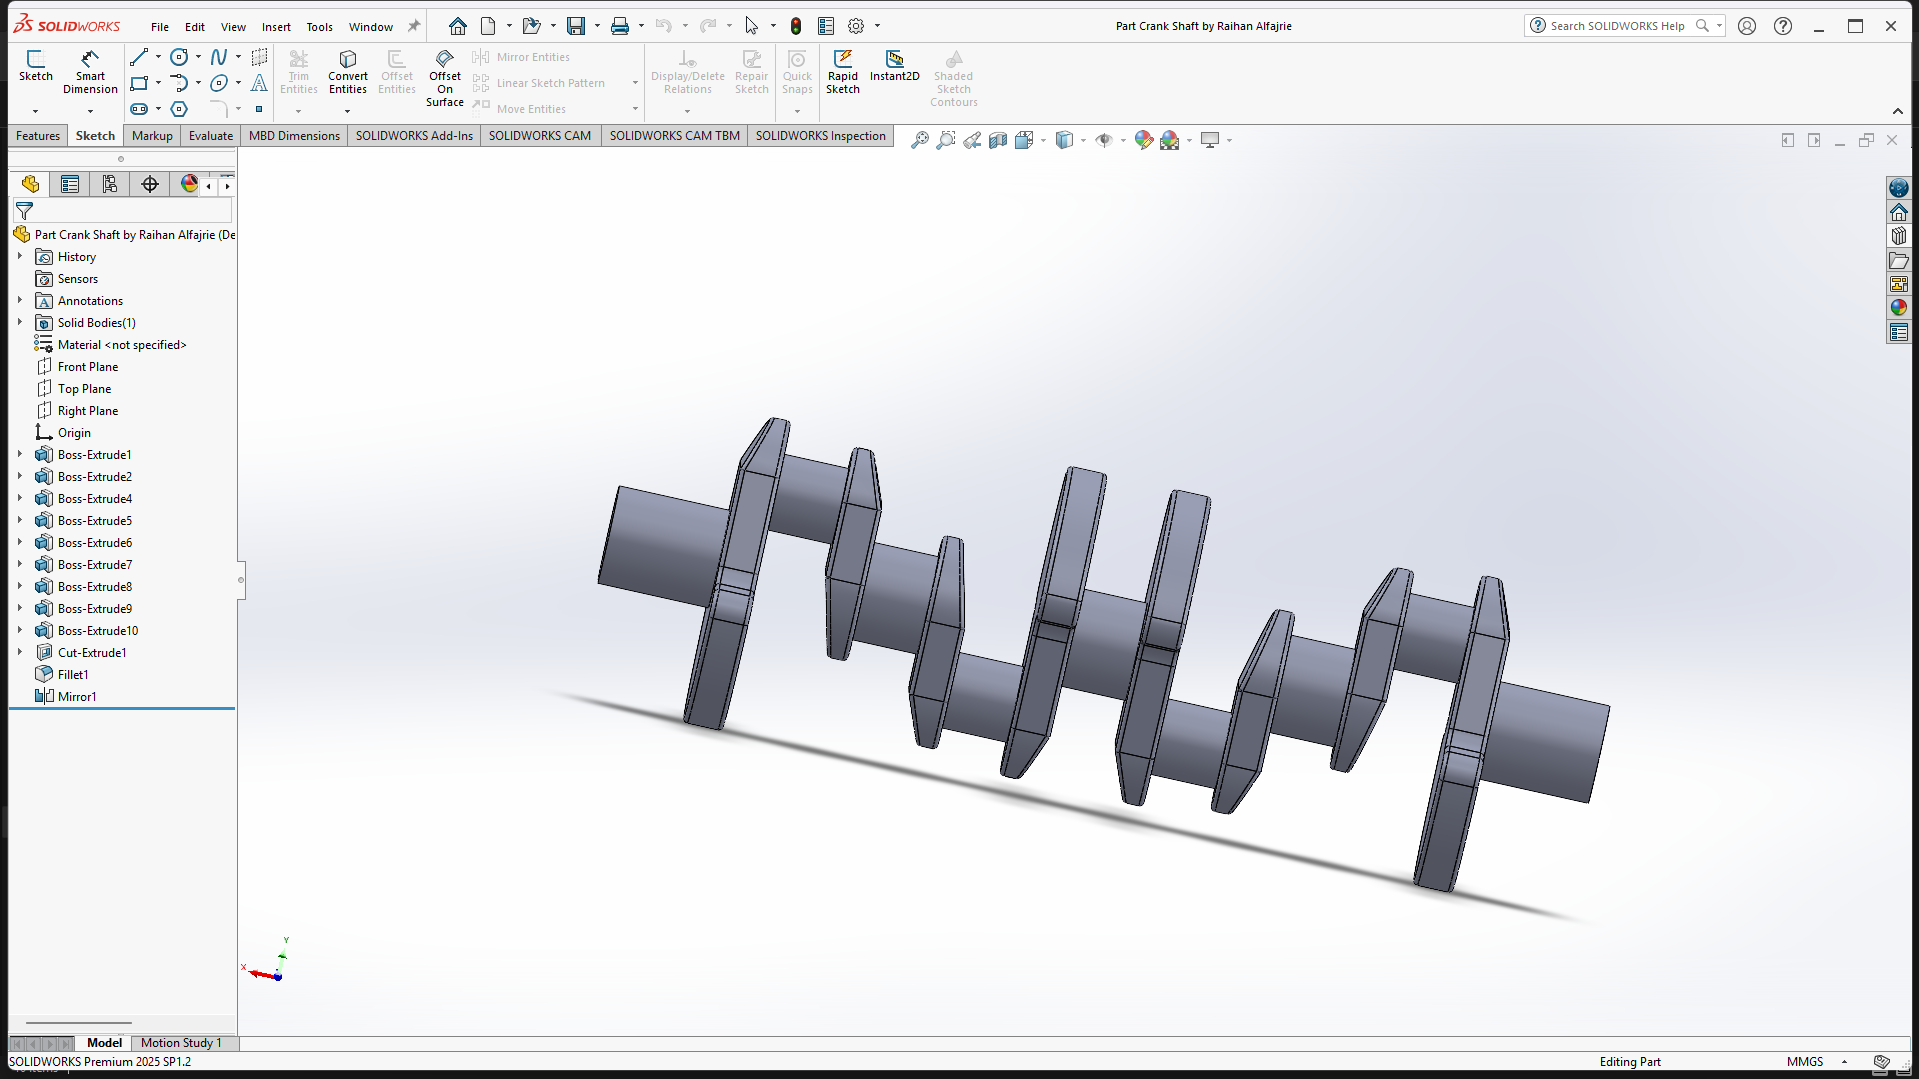 SOLIDWORKS File Edit View Insert Tools Window Part Crank Shaft by Raihan Alfajrie Search SOLIDWORKS Help
Sketch
Smart Dimension
Trim Entities
Convert Entities
Offset Entities
Offset On Surface
Mirror Entities
Linear Sketch Pattern
Move Entities
Display/Delete Relations
Repair Sketch
Quick Snaps
Rapid Sketch
Instant2D
Shaded Sketch Contours
Features Sketch Markup Evaluate MBD Dimensions SOLIDWORKS Add-Ins SOLIDWORKS CAM SOLIDWORKS CAM TBM SOLIDWORKS Inspection
Part Crank Shaft by Raihan Alfajrie (De
History
Sensors
Annotations
Solid Bodies(1)
Material <not specified>
Front Plane
Top Plane
Right Plane
Origin
Boss-Extrude1
Boss-Extrude2
Boss-Extrude4
Boss-Extrude5
Boss-Extrude6
Boss-Extrude7
Boss-Extrude8
Boss-Extrude9
Boss-Extrude10
Cut-Extrude1
Fillet1
Mirror1
Y
X
Model Motion Study 1
SOLIDWORKS Premium 2025 SP1.2 Editing Part MMGS